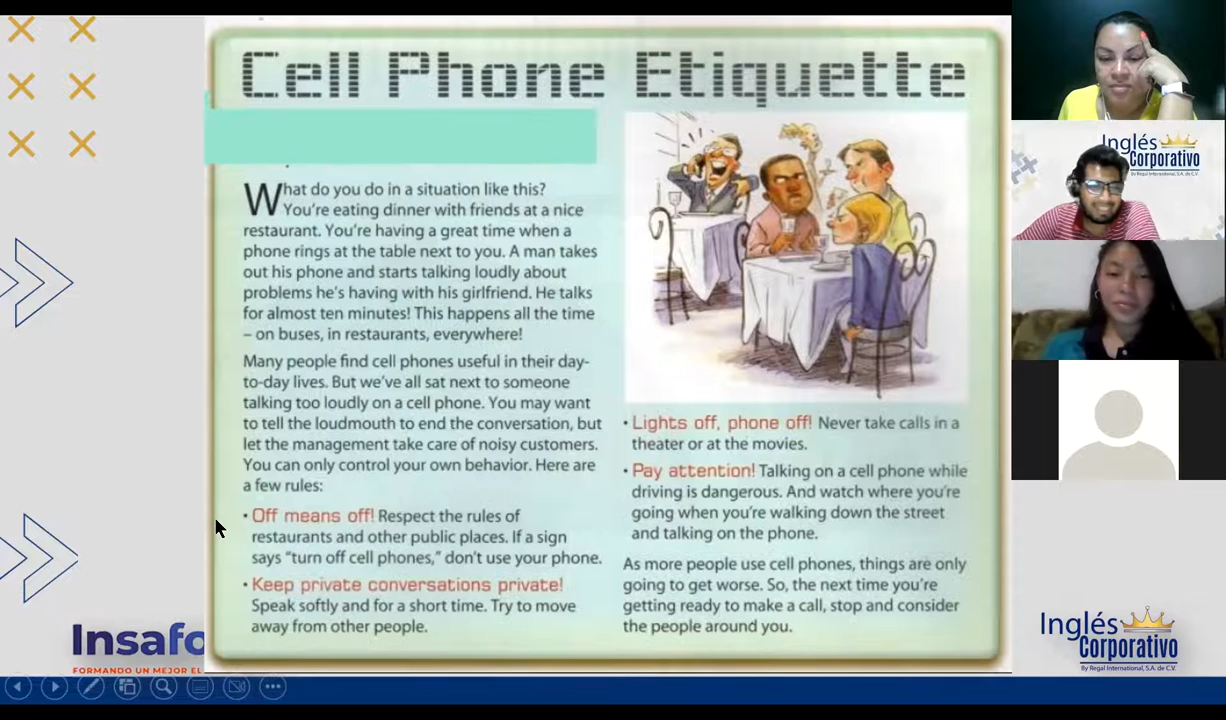 Cell Phone Etiquette
What do you do in a situation like this?
You're eating dinner with friends at a nice
restaurant. You're having a great time when a
phone rings at the table next to you. A man takes
out his phone and starts talking loudly about
problems he's having with his girlfriend. He talks
for almost ten minutes! This happens all the time
– on buses, in restaurants, everywhere!
Many people find cell phones useful in their day-
to-day lives. But we've all sat next to someone
talking too loudly on a cell phone. You may want
to tell the loudmouth to end the conversation, but
let the management take care of noisy customers.
You can only control your own behavior. Here are
a few rules:
• Off means off! Respect the rules of
restaurants and other public places. If a sign
says "turn off cell phones," don't use your phone.
• Keep private conversations private!
Speak softly and for a short time. Try to move
away from other people.
• Lights off, phone off! Never take calls in a
theater or at the movies.
• Pay attention! Talking on a cell phone while
driving is dangerous. And watch where you're
going when you're walking down the street
and talking on the phone.
As more people use cell phones, things are only
going to get worse. So, the next time you're
getting ready to make a call, stop and consider
the people around you.
Insafo
FORMANDO UN MEJOR EL
Inglés
Corporativo
By Regal International, S.A. de C.V.
Inglés
Corporativo
By Regal International, S.A. de C.V.